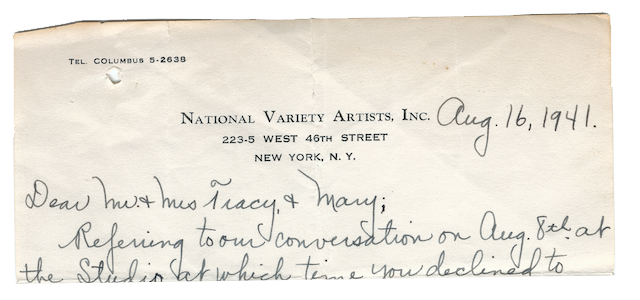 TEL. COLUMBUS 5-2638
NATIONAL VARIETY ARTISTS, INC.
Aug. 16, 1941.
223-5 WEST 46TH STREET
NEW YORK, N. Y.
Dear Mr. & Mrs Tracy, & Mary;
Referring to our conversation on Aug. 8th. at
the Studio at which time you declined to